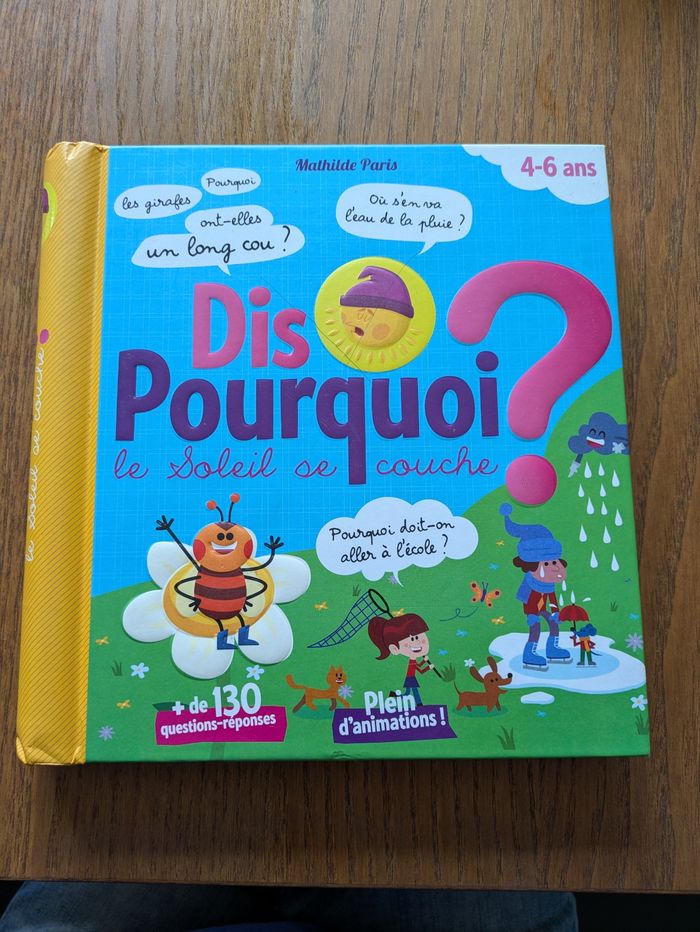 Mathilde Paris
4-6 ans
Pourquoi
les girafes
ont-elles
un long cou ?
Où s'en va
l'eau de la pluie ?
Dis
Pourquoi ?
le Soleil se couche
Pourquoi doit-on
aller à l'école ?
+ de 130
questions-réponses
Plein
d'animations !
le Soleil se couche